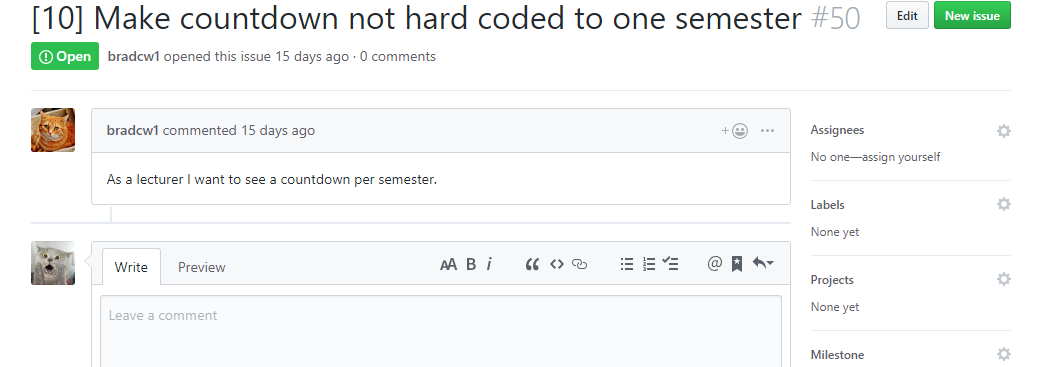 [10] Make countdown not hard coded to one semester #50
Edit
New issue
Open
bradcw1 opened this issue 15 days ago · 0 comments
bradcw1 commented 15 days ago
As a lecturer I want to see a countdown per semester.
Write
Preview
AA B i
Leave a comment
Assignees
No one—assign yourself
Labels
None yet
Projects
None yet
Milestone